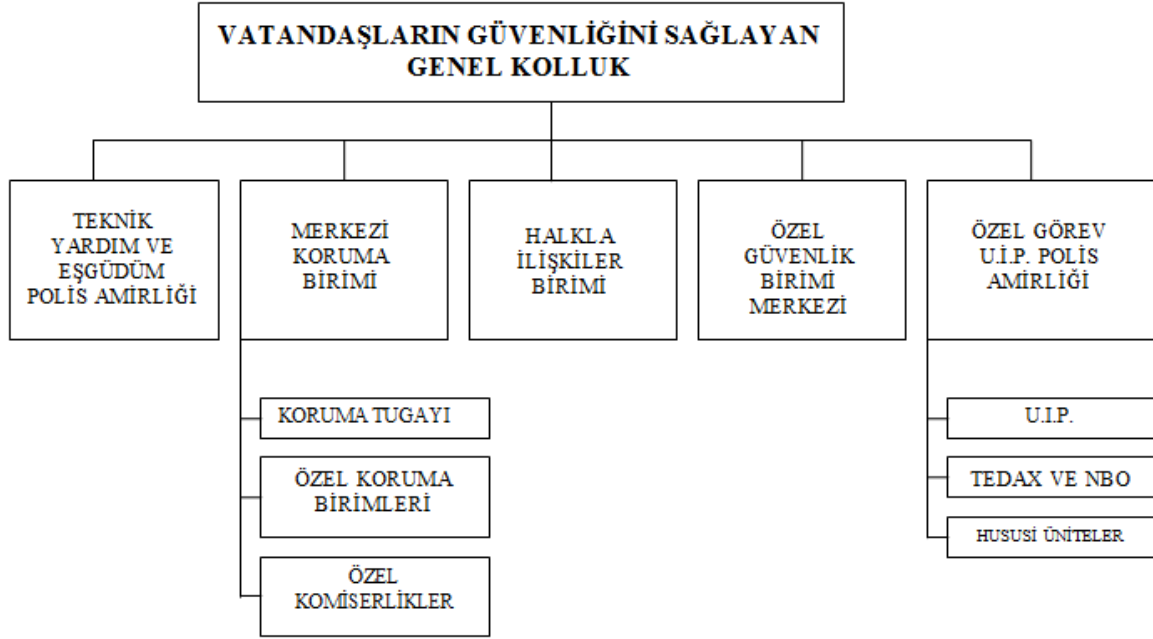 VATANDAŞLARIN GÜVENLİĞİNİ SAĞLAYAN
GENEL KOLLUK
TEKNİK
YARDIM VE
EŞGÜDÜM
POLİS AMİRLİĞİ
MERKEZİ
KORUMA
BİRİMİ
HALKLA
İLİŞKİLER
BİRİMİ
ÖZEL
GÜVENLİK
BİRİMİ
MERKEZİ
ÖZEL GÖREV
U.İ.P. POLİS
AMİRLİĞİ
KORUMA TUGAYI
ÖZEL KORUMA
BİRİMLERİ
ÖZEL
KOMİSERLİKLER
U.I.P.
TEDAX VE NBO
HUSUSİ ÜNİTELER